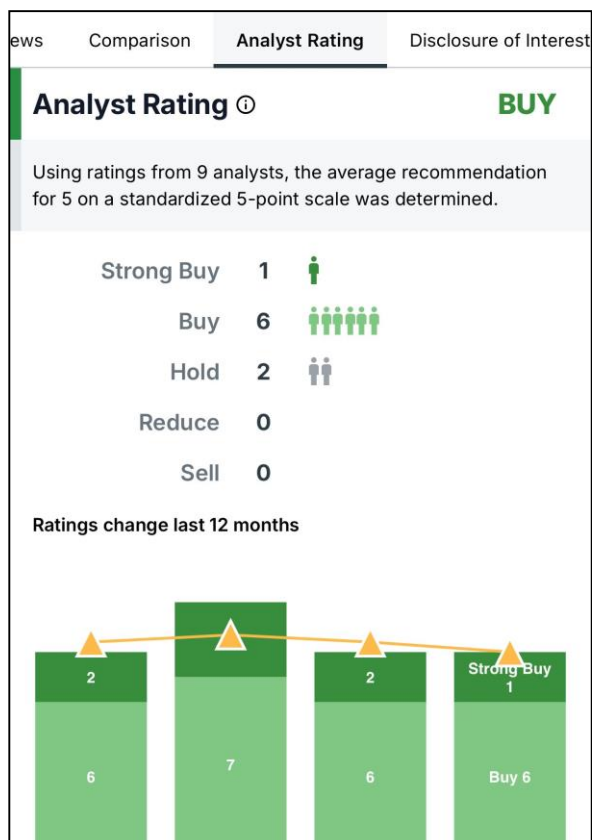 ews Comparison Analyst Rating Disclosure of Interest
Analyst Rating BUY
Using ratings from 9 analysts, the average recommendation
for 5 on a standardized 5-point scale was determined.
Strong Buy 1
Buy 6
Hold 2
Reduce 0
Sell 0
Ratings change last 12 months
2 2 Strong Buy
1
6 7 6 Buy 6